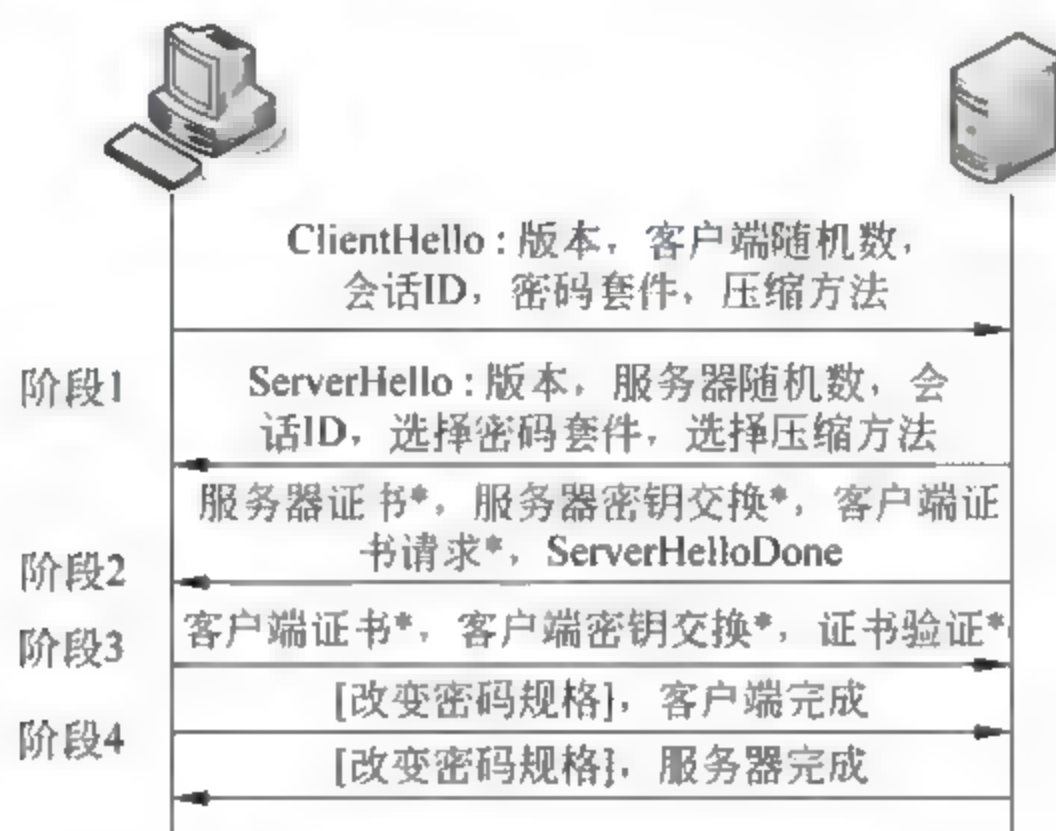 ClientHello : 版本，客户端随机数，
会话ID，密码套件，压缩方法
阶段1
ServerHello : 版本，服务器随机数，会
话ID，选择密码套件，选择压缩方法
服务器证书*，服务器密钥交换*，客户端证
书请求*，ServerHelloDone
阶段2
客户端证书*，客户端密钥交换*，证书验证*
阶段3
[改变密码规格]，客户端完成
阶段4
[改变密码规格]，服务器完成